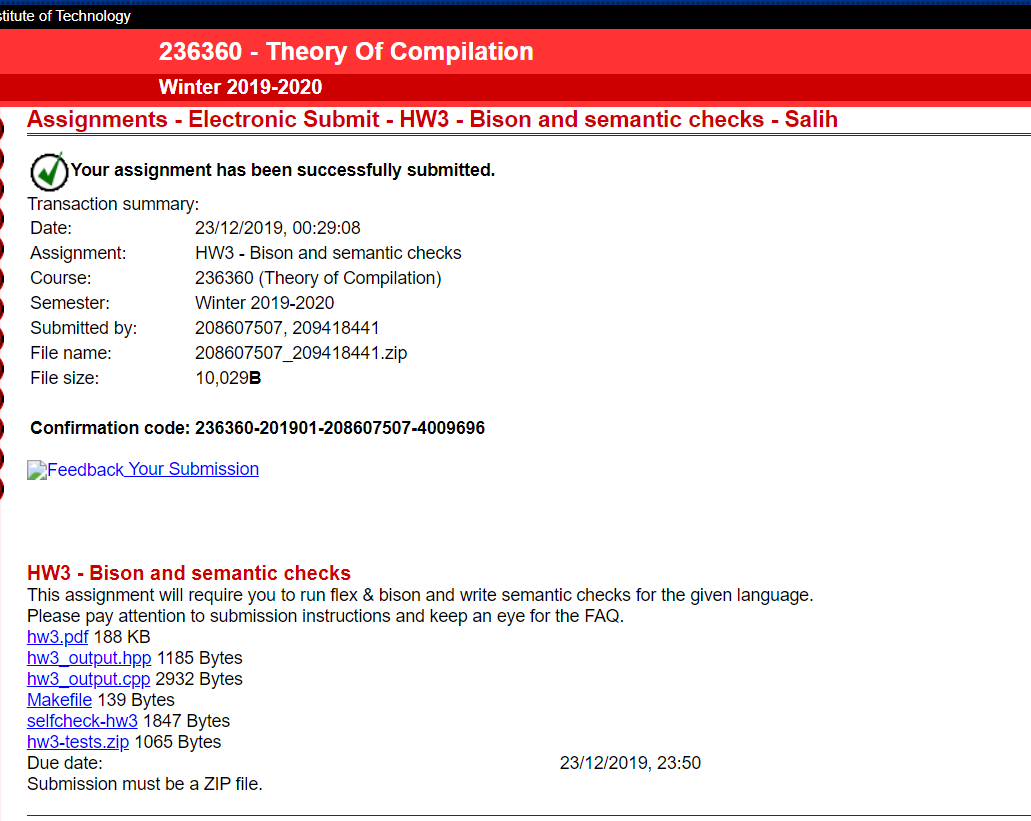 stitute of Technology
236360 - Theory Of Compilation
Winter 2019-2020
Assignments - Electronic Submit - HW3 - Bison and semantic checks - Salih
Your assignment has been successfully submitted.
Transaction summary:
Date: 23/12/2019, 00:29:08
Assignment: HW3 - Bison and semantic checks
Course: 236360 (Theory of Compilation)
Semester: Winter 2019-2020
Submitted by: 208607507, 209418441
File name: 208607507_209418441.zip
File size: 10,029B
Confirmation code: 236360-201901-208607507-4009696
Feedback Your Submission
HW3 - Bison and semantic checks
This assignment will require you to run flex & bison and write semantic checks for the given language.
Please pay attention to submission instructions and keep an eye for the FAQ.
hw3.pdf 188 KB
hw3_output.hpp 1185 Bytes
hw3_output.cpp 2932 Bytes
Makefile 139 Bytes
selfcheck-hw3 1847 Bytes
hw3-tests.zip 1065 Bytes
Due date: 23/12/2019, 23:50
Submission must be a ZIP file.